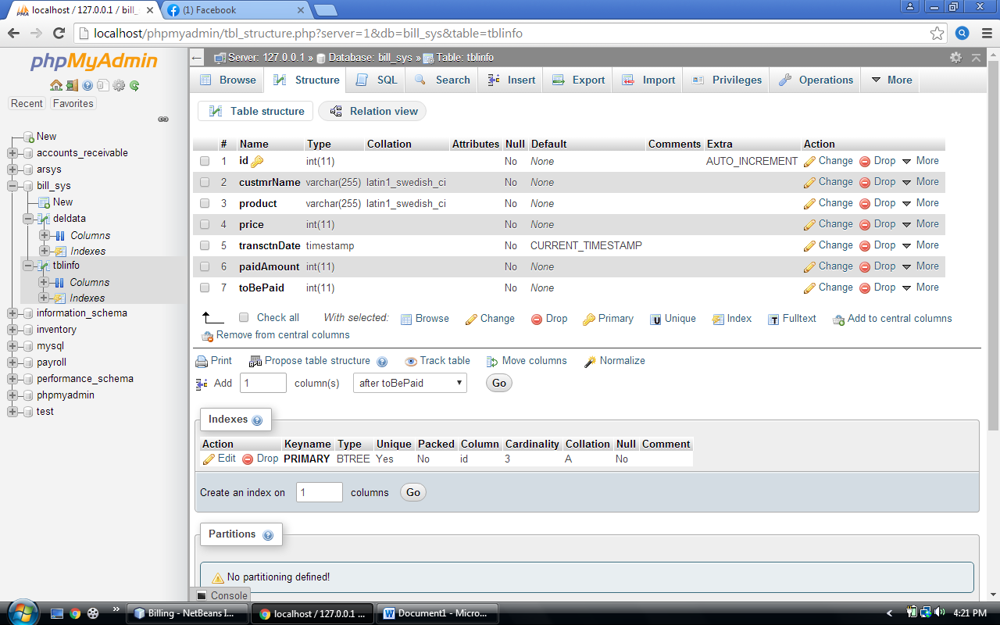 localhost / 127.0.0.1 / bill_
(1) Facebook
localhost/phpmyadmin/tbl_structure.php?server=1&db=bill_sys&table=tblinfo
phpMyAdmin
Recent Favorites
New
accounts_receivable
arsys
bill_sys
New
deldata
Columns
Indexes
tblinfo
Columns
Indexes
information_schema
inventory
mysql
payroll
performance_schema
phpmyadmin
test
Server: 127.0.0.1 » Database: bill_sys » Table: tblinfo
Browse Structure SQL Search Insert Export Import Privileges Operations More
Table structure Relation view
# Name Type Collation Attributes Null Default Comments Extra Action
1 id int(11) No None AUTO_INCREMENT Change Drop More
2 custmrName varchar(255) latin1_swedish_ci No None Change Drop More
3 product varchar(255) latin1_swedish_ci No None Change Drop More
4 price int(11) No None Change Drop More
5 transctnDate timestamp No CURRENT_TIMESTAMP Change Drop More
6 paidAmount int(11) No None Change Drop More
7 toBePaid int(11) No None Change Drop More
Check all With selected: Browse Change Drop Primary Unique Index Fulltext Add to central columns
Remove from central columns
Print Propose table structure Track table Move columns Normalize
Add 1 column(s) after toBePaid Go
Indexes
Action Keyname Type Unique Packed Column Cardinality Collation Null Comment
Edit Drop PRIMARY BTREE Yes No id 3 A No
Create an index on 1 columns Go
Partitions
No partitioning defined!
Console
Billing - NetBeans I... localhost / 127.0.0.1 ... Document1 - Micro... 4:21 PM